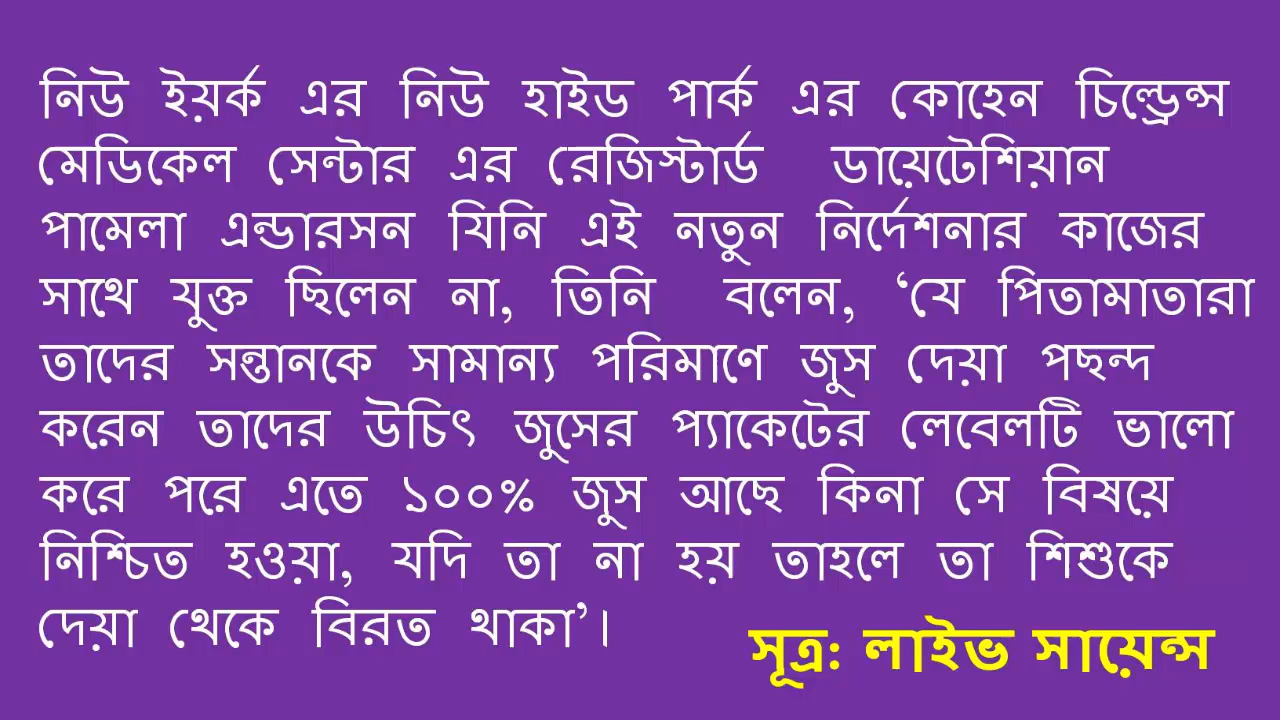 নিউ ইয়র্ক এর নিউ হাইড পার্ক এর কোহেন চিল্ড্রেন্স
মেডিকেল সেন্টার এর রেজিস্টার্ড ডায়েটেশিয়ান
পামেলা এন্ডারসন যিনি এই নতুন নির্দেশনার কাজের
সাথে যুক্ত ছিলেন না, তিনি বলেন, ‘যে পিতামাতারা
তাদের সন্তানকে সামান্য পরিমাণে জুস দেয়া পছন্দ
করেন তাদের উচিৎ জুসের প্যাকেটের লেবেলটি ভালো
করে পরে এতে ১০০% জুস আছে কিনা সে বিষয়ে
নিশ্চিত হওয়া, যদি তা না হয় তাহলে তা শিশুকে
দেয়া থেকে বিরত থাকা’।
সূত্র: লাইভ সায়েন্স